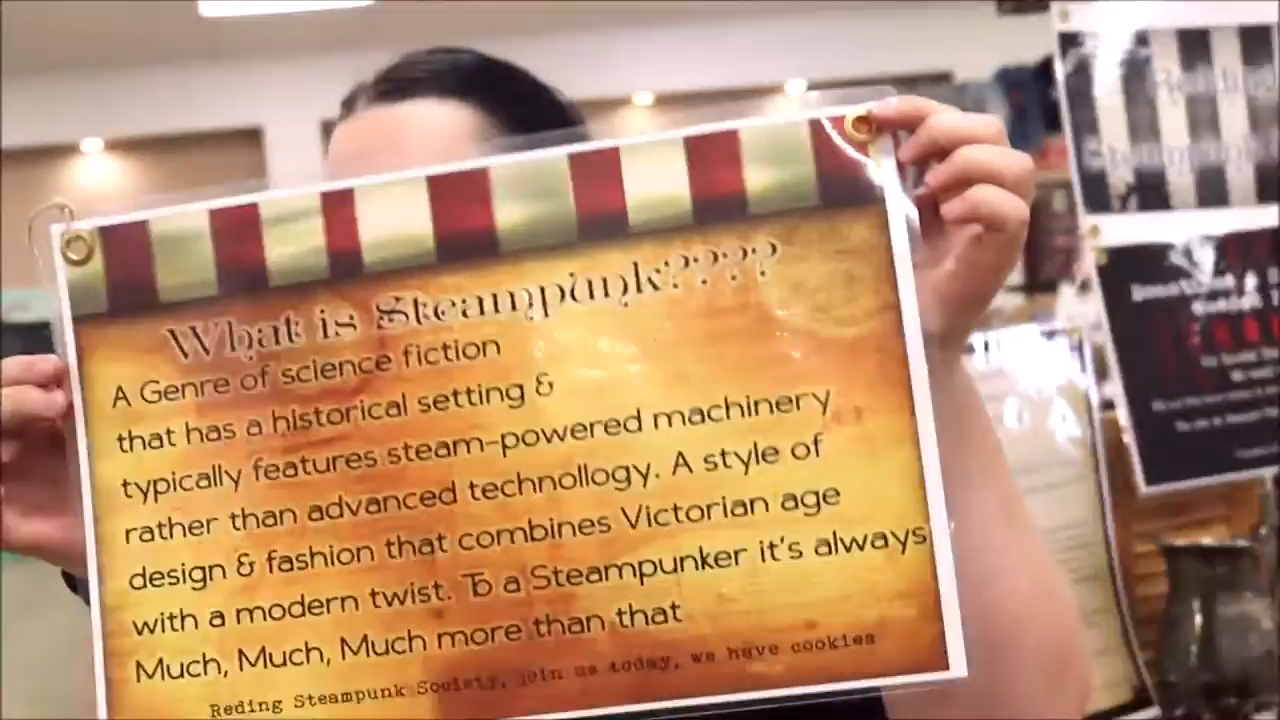 What is Steampunk????
A Genre of science fiction
that has a historical setting &
typically features steam-powered machinery
rather than advanced technollogy. A style of
design & fashion that combines Victorian age
with a modern twist. To a Steampunker it's always
Much, Much, Much more than that
Reding Steampunk Society, join us today, we have cookies